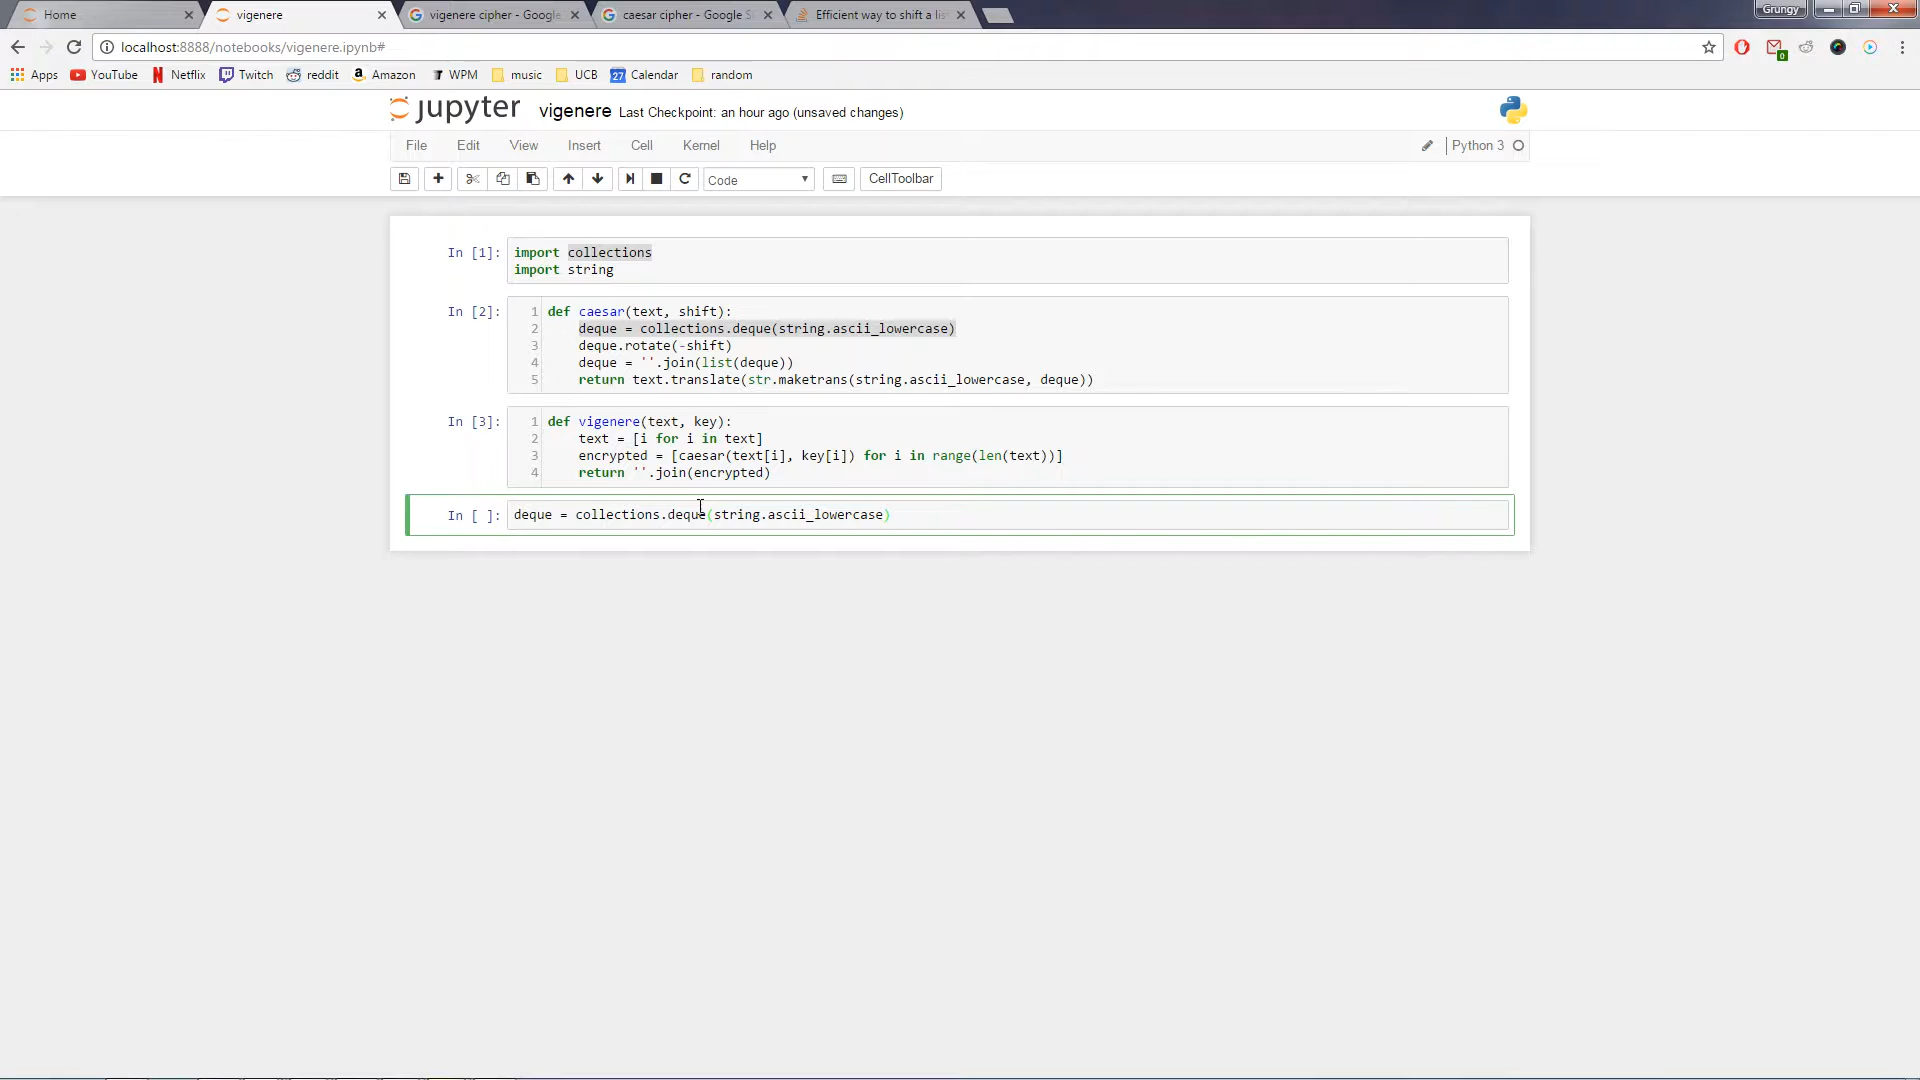 Home
vigenere
vigenere cipher - Google
caesar cipher - Google S
Efficient way to shift a lis
Grungy
localhost:8888/notebooks/vigenere.ipynb#
0
Apps YouTube Netflix Twitch reddit Amazon WPM music UCB 27 Calendar random
jupyter vigenere Last Checkpoint: an hour ago (unsaved changes)
File Edit View Insert Cell Kernel Help Python 3
Code CellToolbar
In [1]: import collections
import string
In [2]: 1 def caesar(text, shift):
2 deque = collections.deque(string.ascii_lowercase)
3 deque.rotate(-shift)
4 deque = ''.join(list(deque))
5 return text.translate(str.maketrans(string.ascii_lowercase, deque))
In [3]: 1 def vigenere(text, key):
2 text = [i for i in text]
3 encrypted = [caesar(text[i], key[i]) for i in range(len(text))]
4 return ''.join(encrypted)
In [ ]: deque = collections.deque(string.ascii_lowercase)